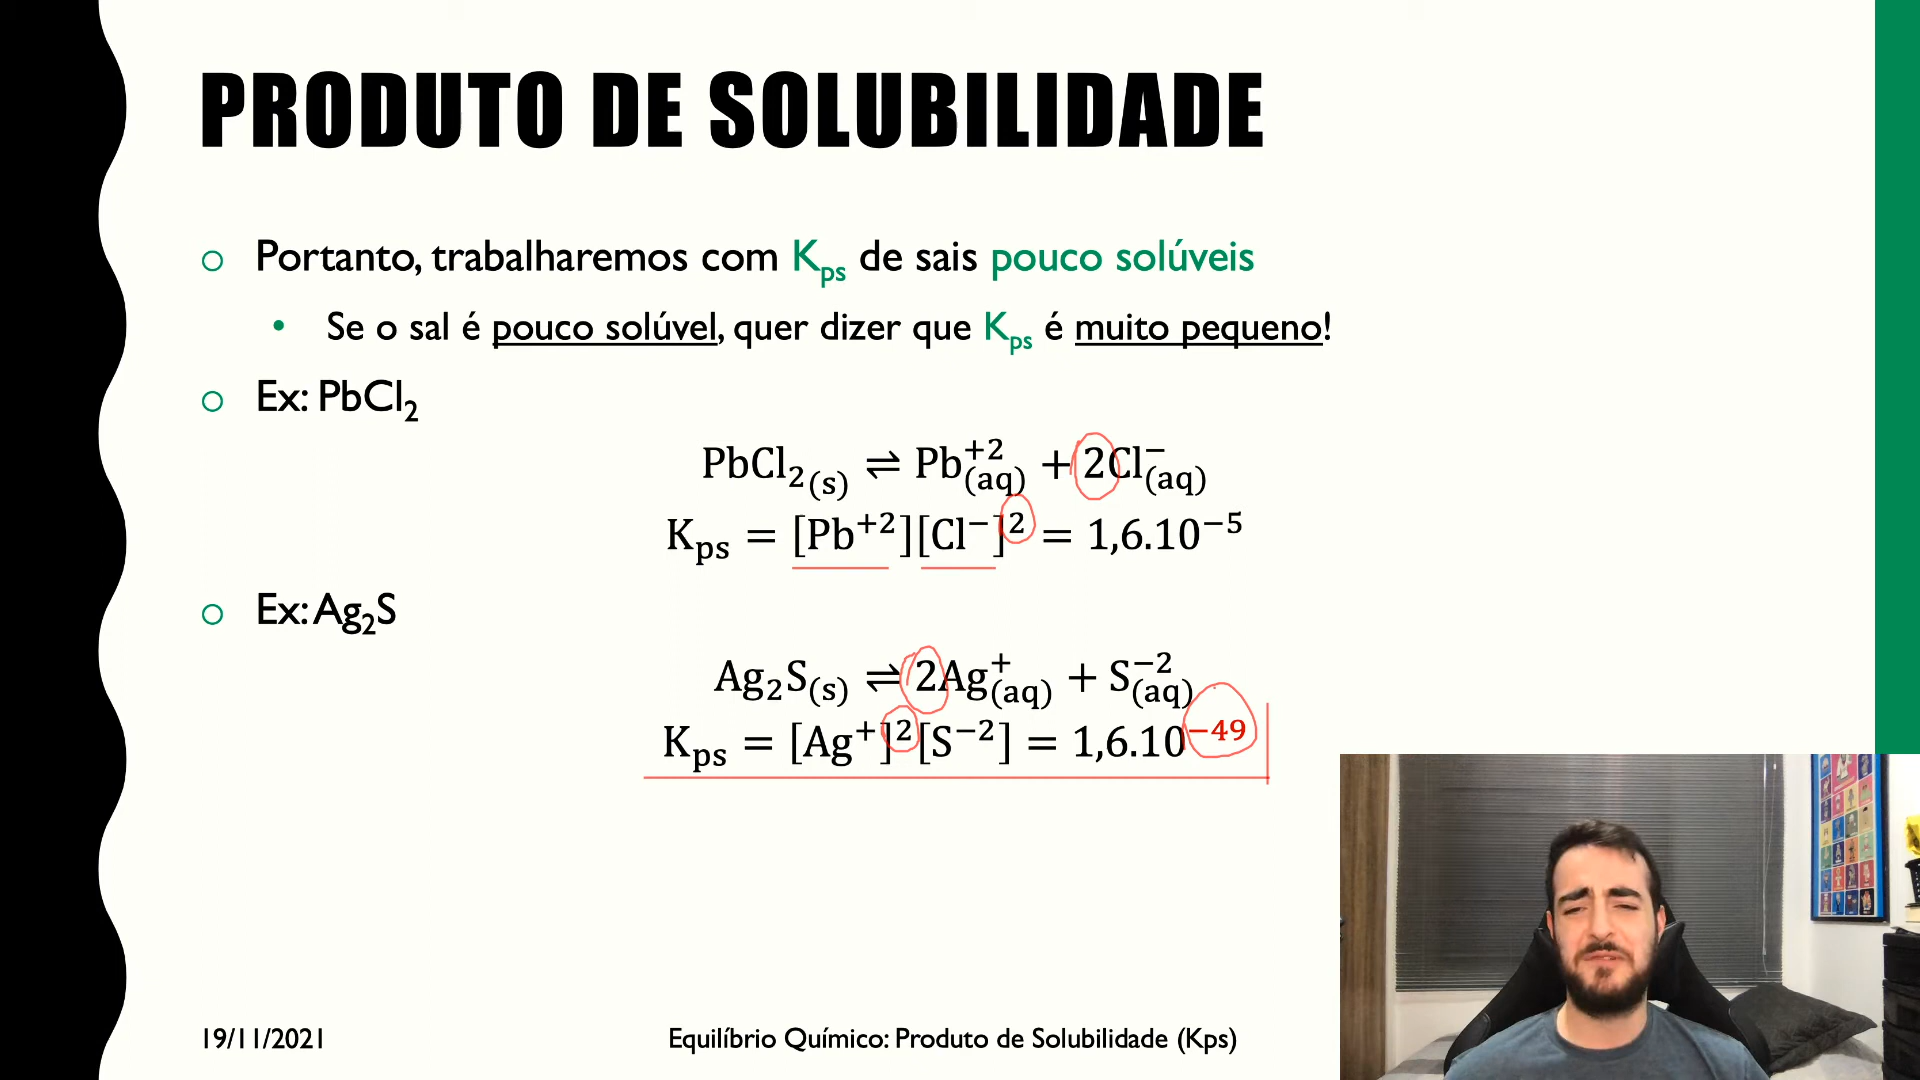 PRODUTO DE SOLUBILIDADE
Portanto, trabalharemos com Kps de sais pouco solúveis
Se o sal é pouco solúvel, quer dizer que Kps é muito pequeno!
Ex: PbCl₂
PbCl₂(s) ⇌ Pb⁺²(aq) + 2Cl⁻(aq)
Kps = [Pb⁺²][Cl⁻]² = 1,6.10⁻⁵
Ex: Ag₂S
Ag₂S(s) ⇌ 2Ag⁺(aq) + S⁻²(aq)
Kps = [Ag⁺]²[S⁻²] = 1,6.10⁻⁴⁹
19/11/2021
Equilíbrio Químico: Produto de Solubilidade (Kps)